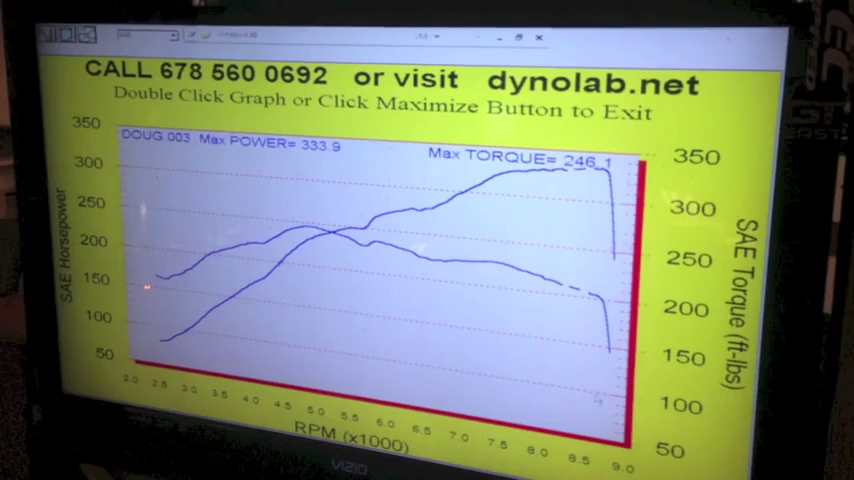 CALL 678 560 0692 or visit dynolab.net
Double Click Graph or Click Maximize Button to Exit
DOUG.003 Max POWER= 333.9 Max TORQUE= 246.1
350
300
250
200
150
100
50
SAE Horsepower
350
300
250
200
150
100
50
SAE Torque (ft-lbs)
2.0 2.5 3.0 3.5 4.0 4.5 5.0 5.5 6.0 6.5 7.0 7.5 8.0 8.5 9.0
RPM (x1000)
VIZIO